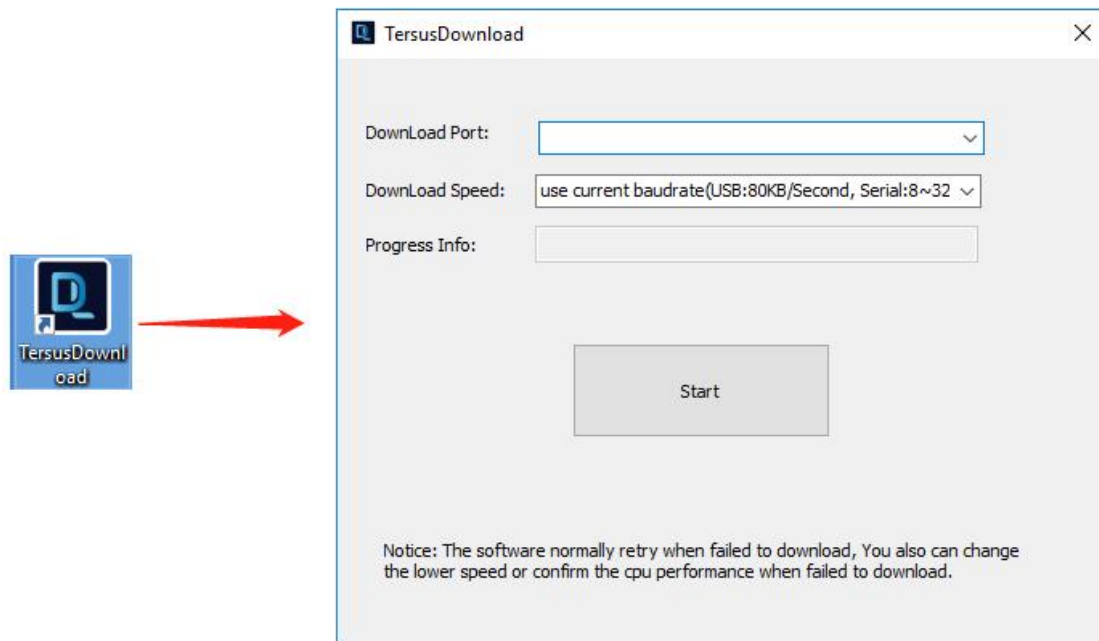 TersusDownload
DownLoad Port:
DownLoad Speed:
use current baudrate(USB:80KB/Second, Serial:8~32
Progress Info:
TersusDownl
oad
Start
Notice: The software normally retry when failed to download, You also can change
the lower speed or confirm the cpu performance when failed to download.